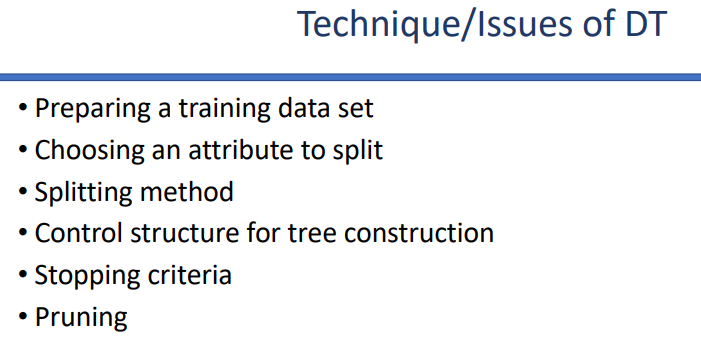 Technique/Issues of DT
• Preparing a training data set
• Choosing an attribute to split
• Splitting method
• Control structure for tree construction
• Stopping criteria
• Pruning